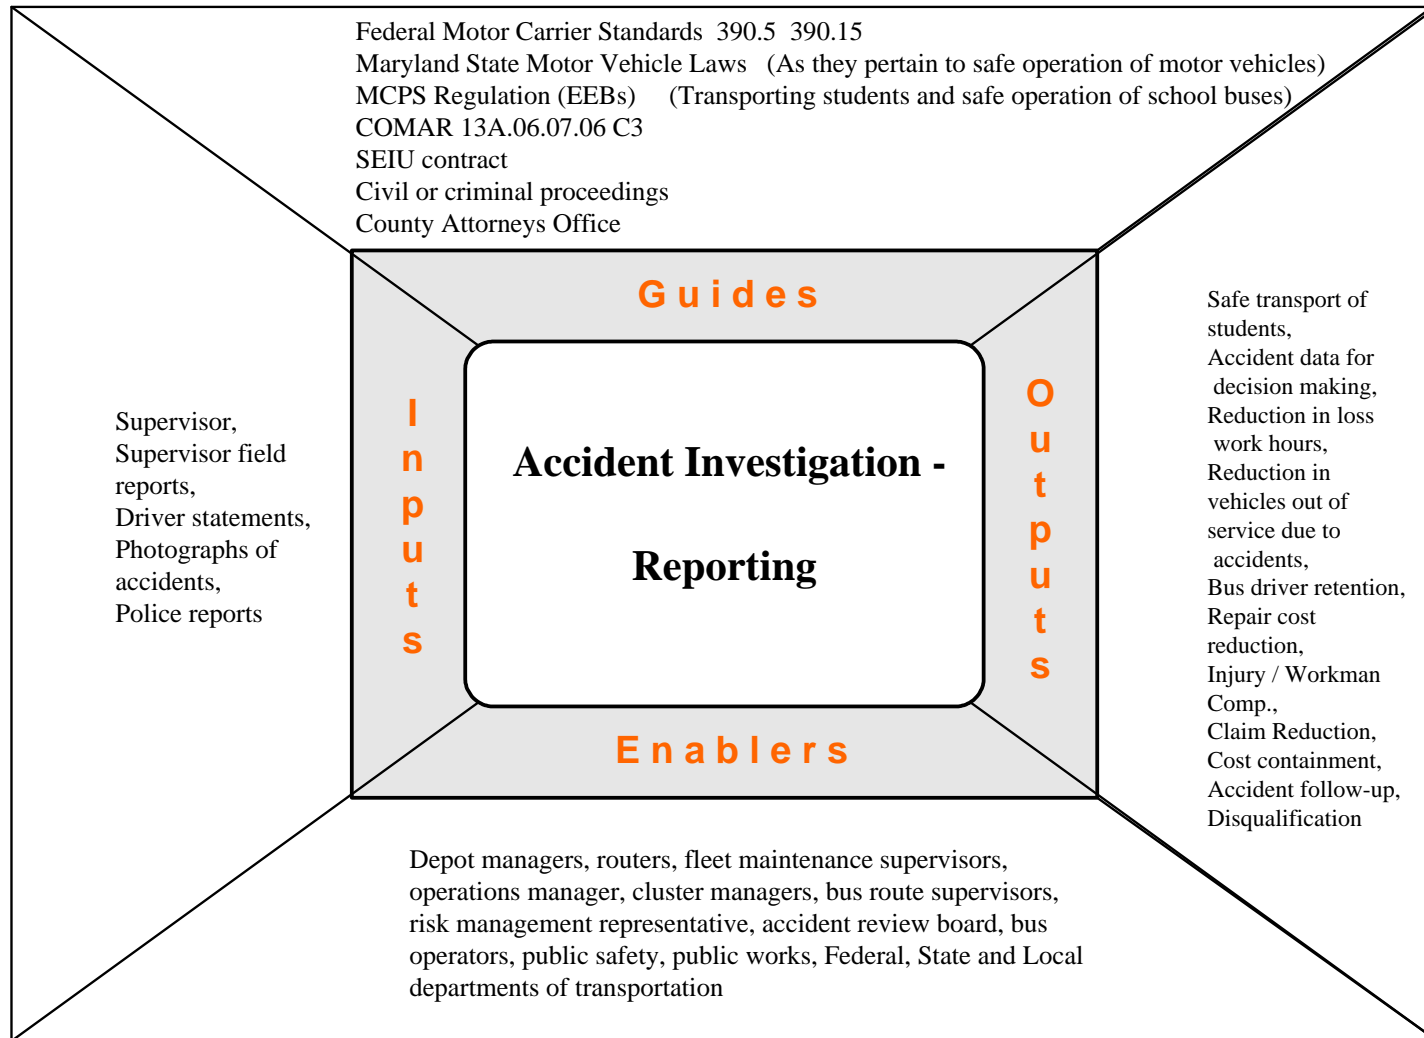 Federal Motor Carrier Standards  390.5  390.15
Maryland State Motor Vehicle Laws   (As they pertain to safe operation of motor vehicles)
MCPS Regulation (EEBs)     (Transporting students and safe operation of school buses)
COMAR 13A.06.07.06 C3
SEIU contract
Civil or criminal proceedings
County Attorneys Office
Guides
Inputs
Supervisor,
Supervisor field
reports,
Driver statements,
Photographs of
accidents,
Police reports
Accident Investigation -
Reporting
Outputs
Safe transport of
students,
Accident data for
decision making,
Reduction in loss
work hours,
Reduction in
vehicles out of
service due to
accidents,
Bus driver retention,
Repair cost
reduction,
Injury / Workman
Comp.,
Claim Reduction,
Cost containment,
Accident follow-up,
Disqualification
Enablers
Depot managers, routers, fleet maintenance supervisors,
operations manager, cluster managers, bus route supervisors,
risk management representative, accident review board, bus
operators, public safety, public works, Federal, State and Local
departments of transportation